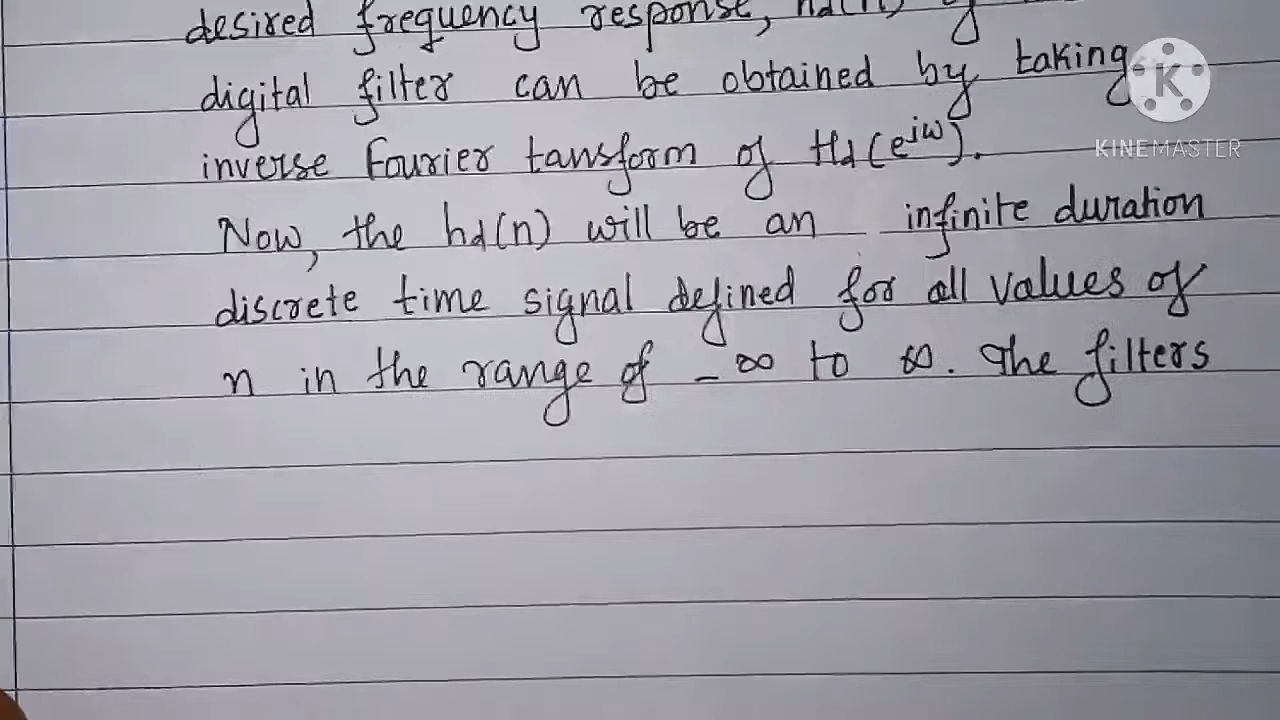 desired frequency response, hd(n) of
digital filter can be obtained by taking
inverse Fourier tansform of Hd(e^jw).
Now, the hd(n) will be an infinite duration
discrete time signal defined for all values of
n in the range of -∞ to ∞. The filters
K
KINEMASTER